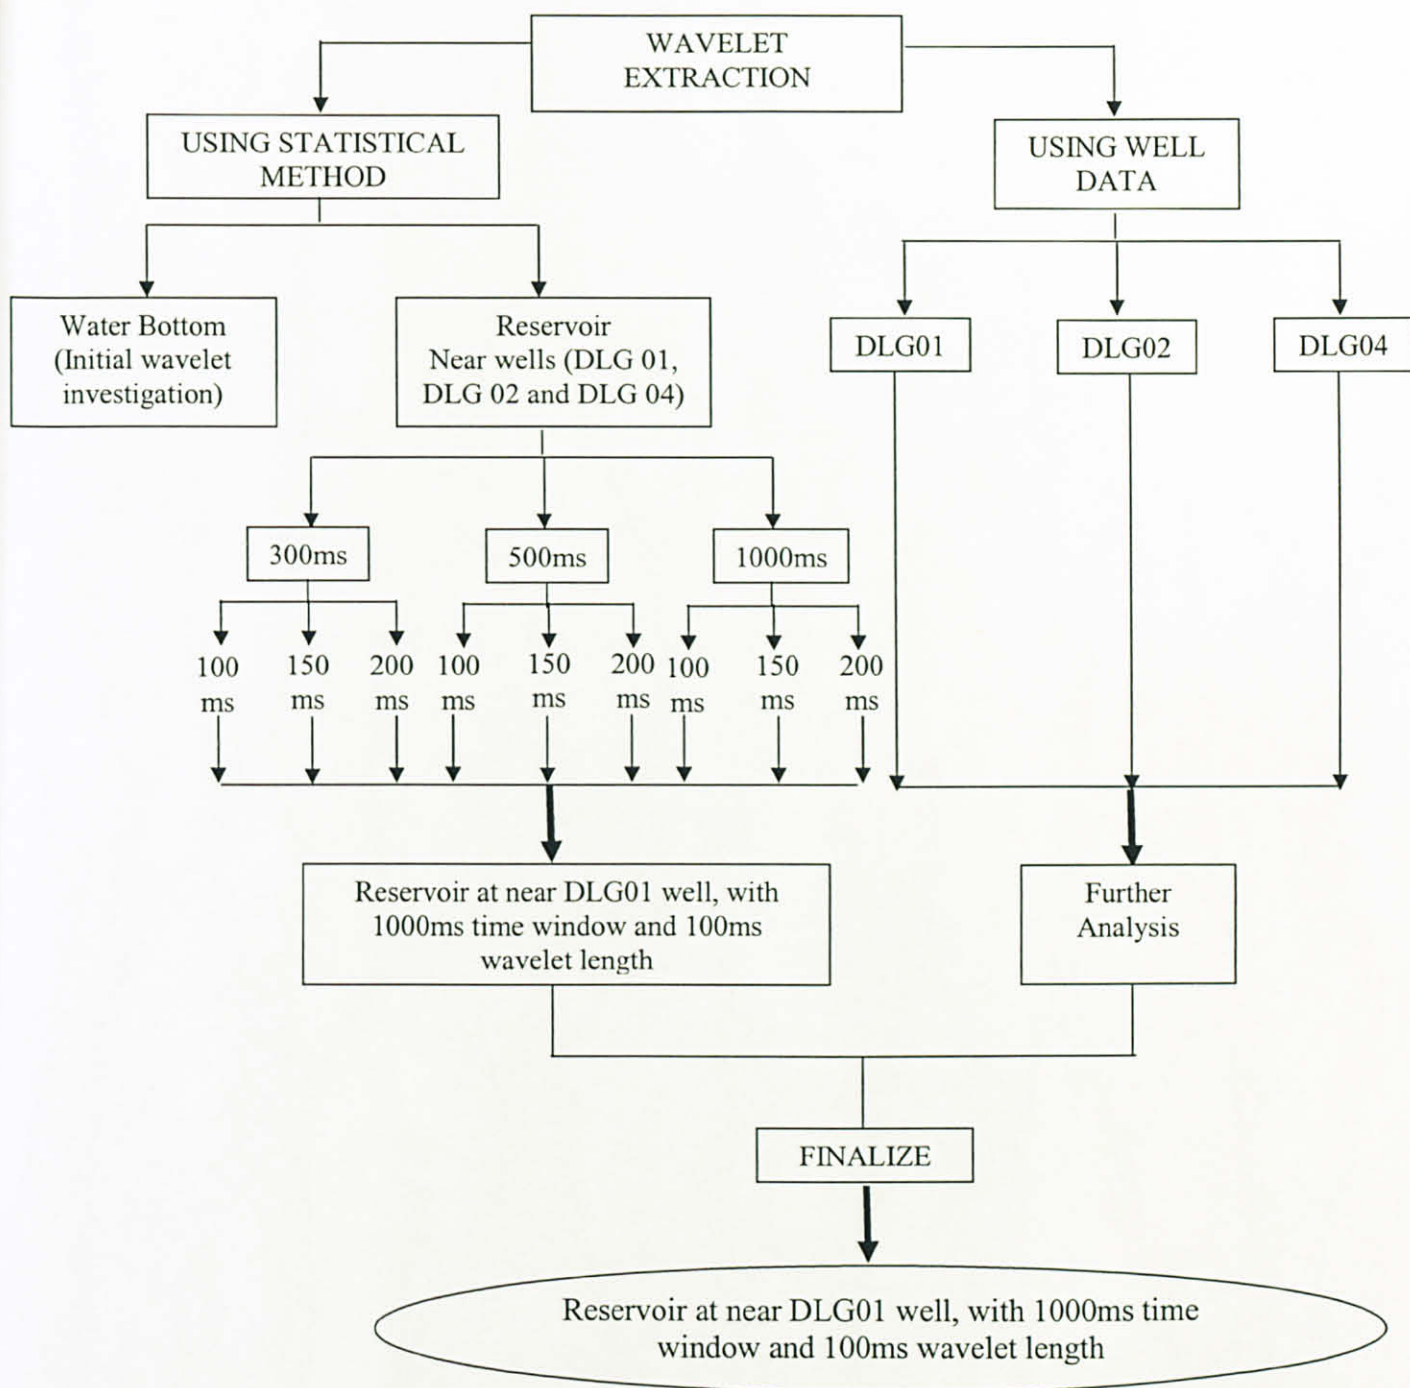 WAVELET
EXTRACTION
USING STATISTICAL
METHOD
USING WELL
DATA
Water Bottom
(Initial wavelet
investigation)
Reservoir
Near wells (DLG 01,
DLG 02 and DLG 04)
DLG01
DLG02
DLG04
300ms
500ms
1000ms
100
ms
150
ms
200
ms
100
ms
150
ms
200
ms
100
ms
150
ms
200
ms
Reservoir at near DLG01 well, with
1000ms time window and 100ms
wavelet length
Further
Analysis
FINALIZE
Reservoir at near DLG01 well, with 1000ms time
window and 100ms wavelet length